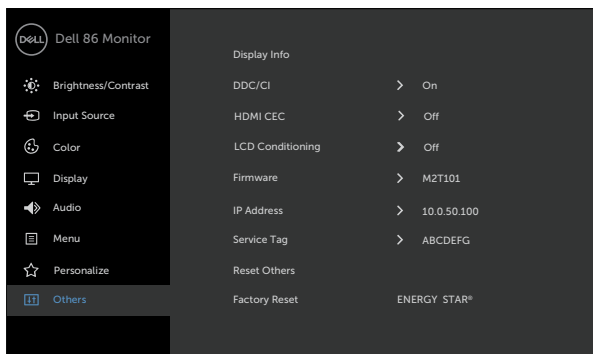 DELL
Dell 86 Monitor
Brightness/Contrast
Input Source
Color
Display
Audio
Menu
Personalize
Others
Display Info
DDC/CI > On
HDMI CEC > Off
LCD Conditioning > Off
Firmware > M2T101
IP Address > 10.0.50.100
Service Tag > ABCDEFG
Reset Others
Factory Reset ENERGY STAR®